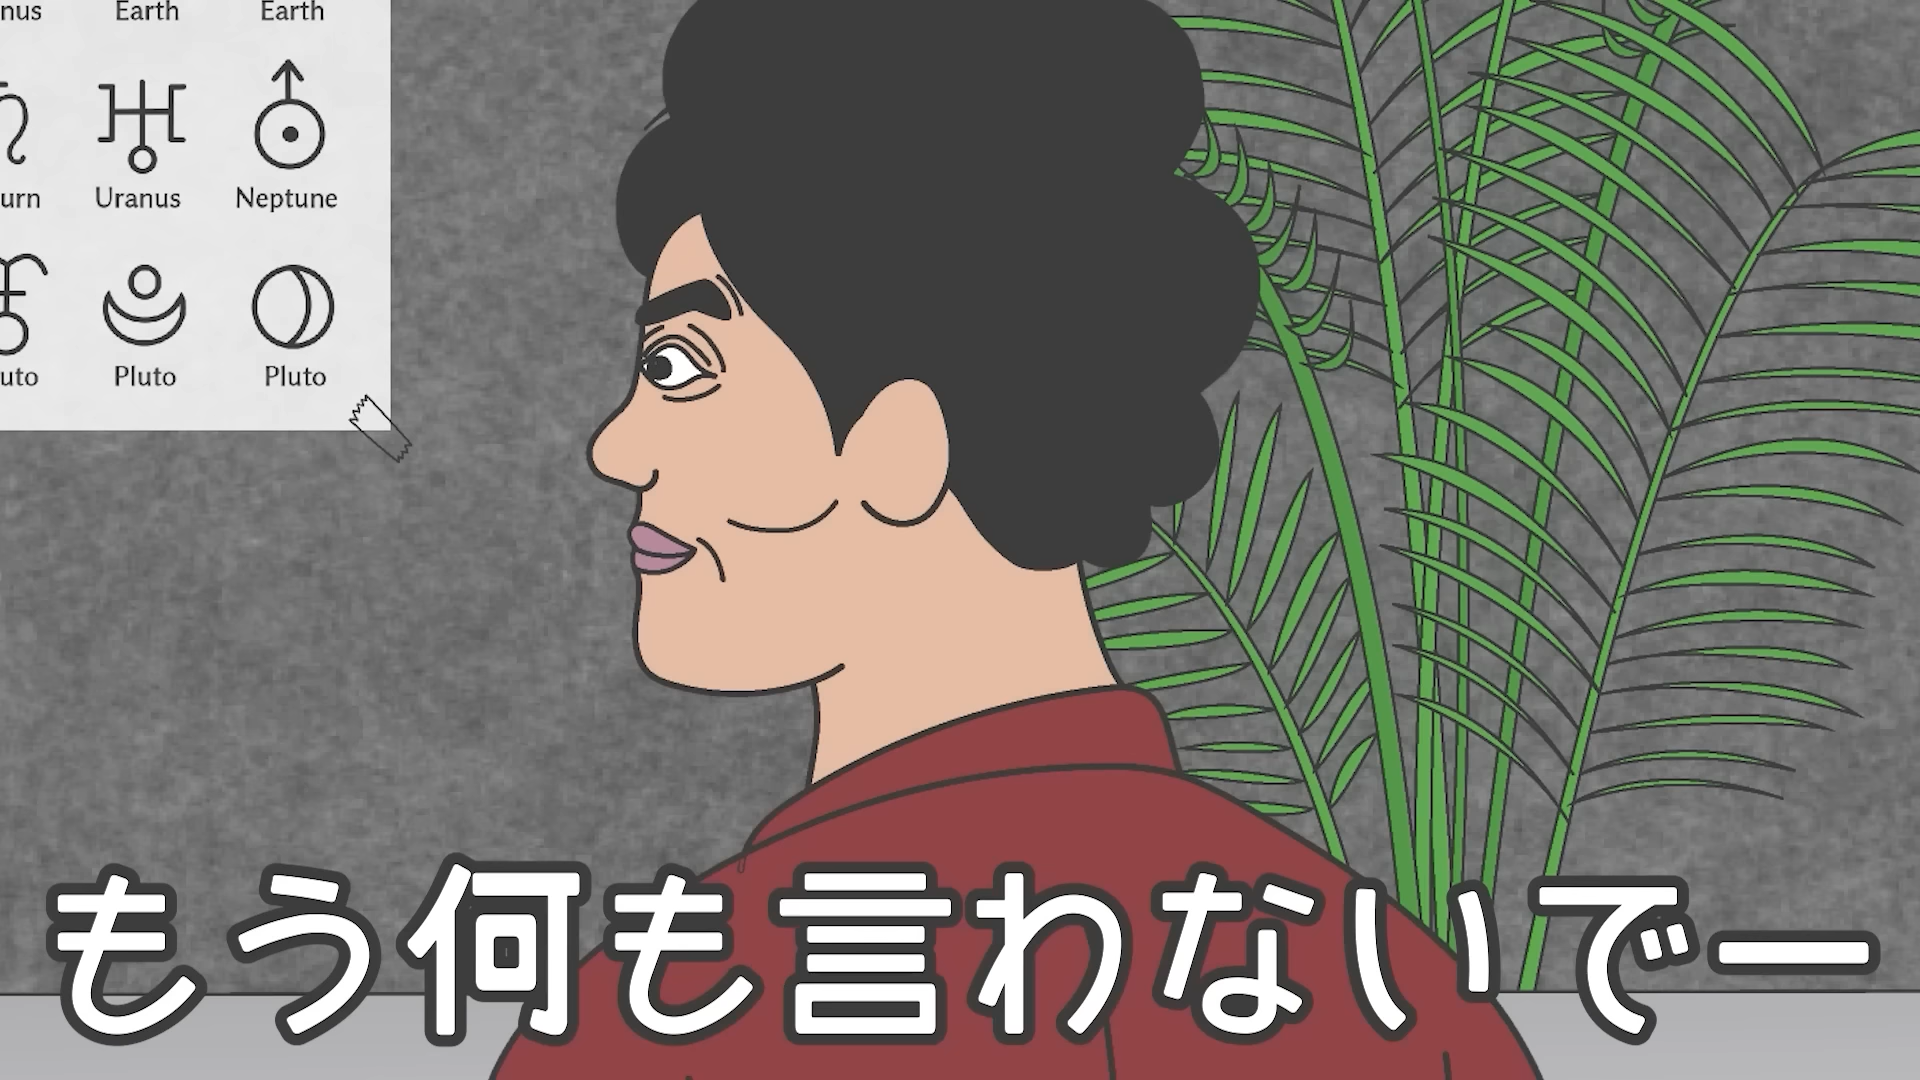 nus Earth Earth
urn Uranus Neptune
uto Pluto Pluto
もう何も言わないでー